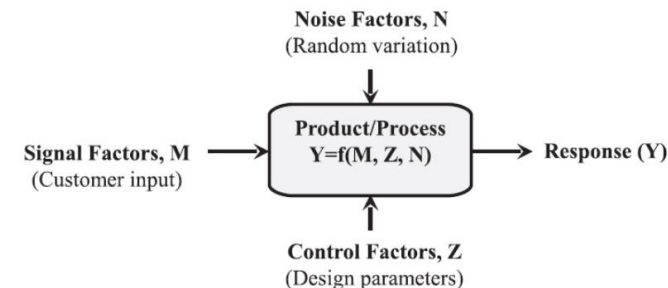 Noise Factors, N
(Random variation)
Product/Process
Y=f(M, Z, N)
Signal Factors, M
(Customer input)
Response (Y)
Control Factors, Z
(Design parameters)